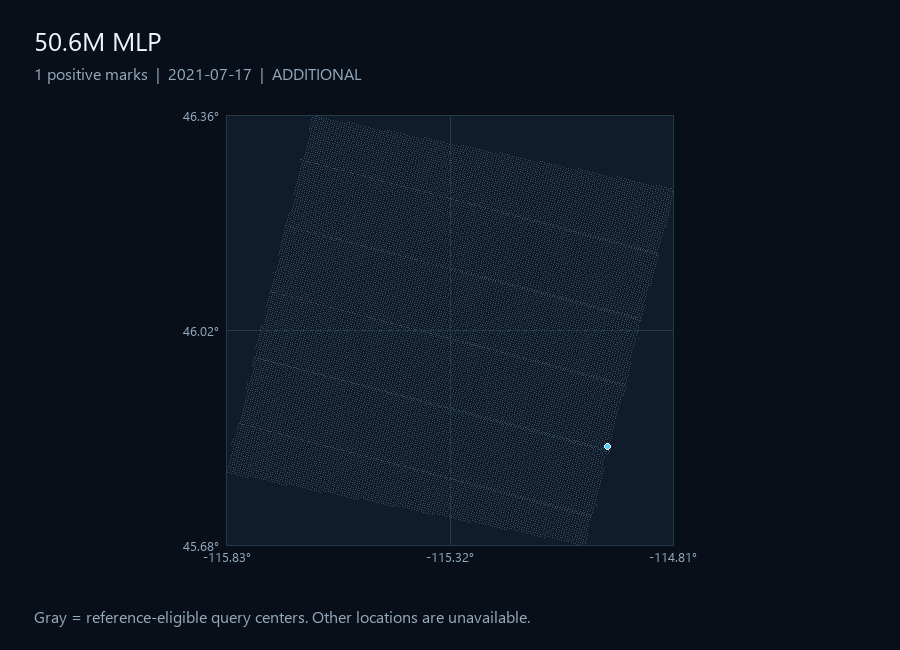 50.6M MLP
1 positive marks | 2021-07-17 | ADDITIONAL
46.36°
46.02°
45.68°
-115.83° -115.32° -114.81°
Gray = reference-eligible query centers. Other locations are unavailable.